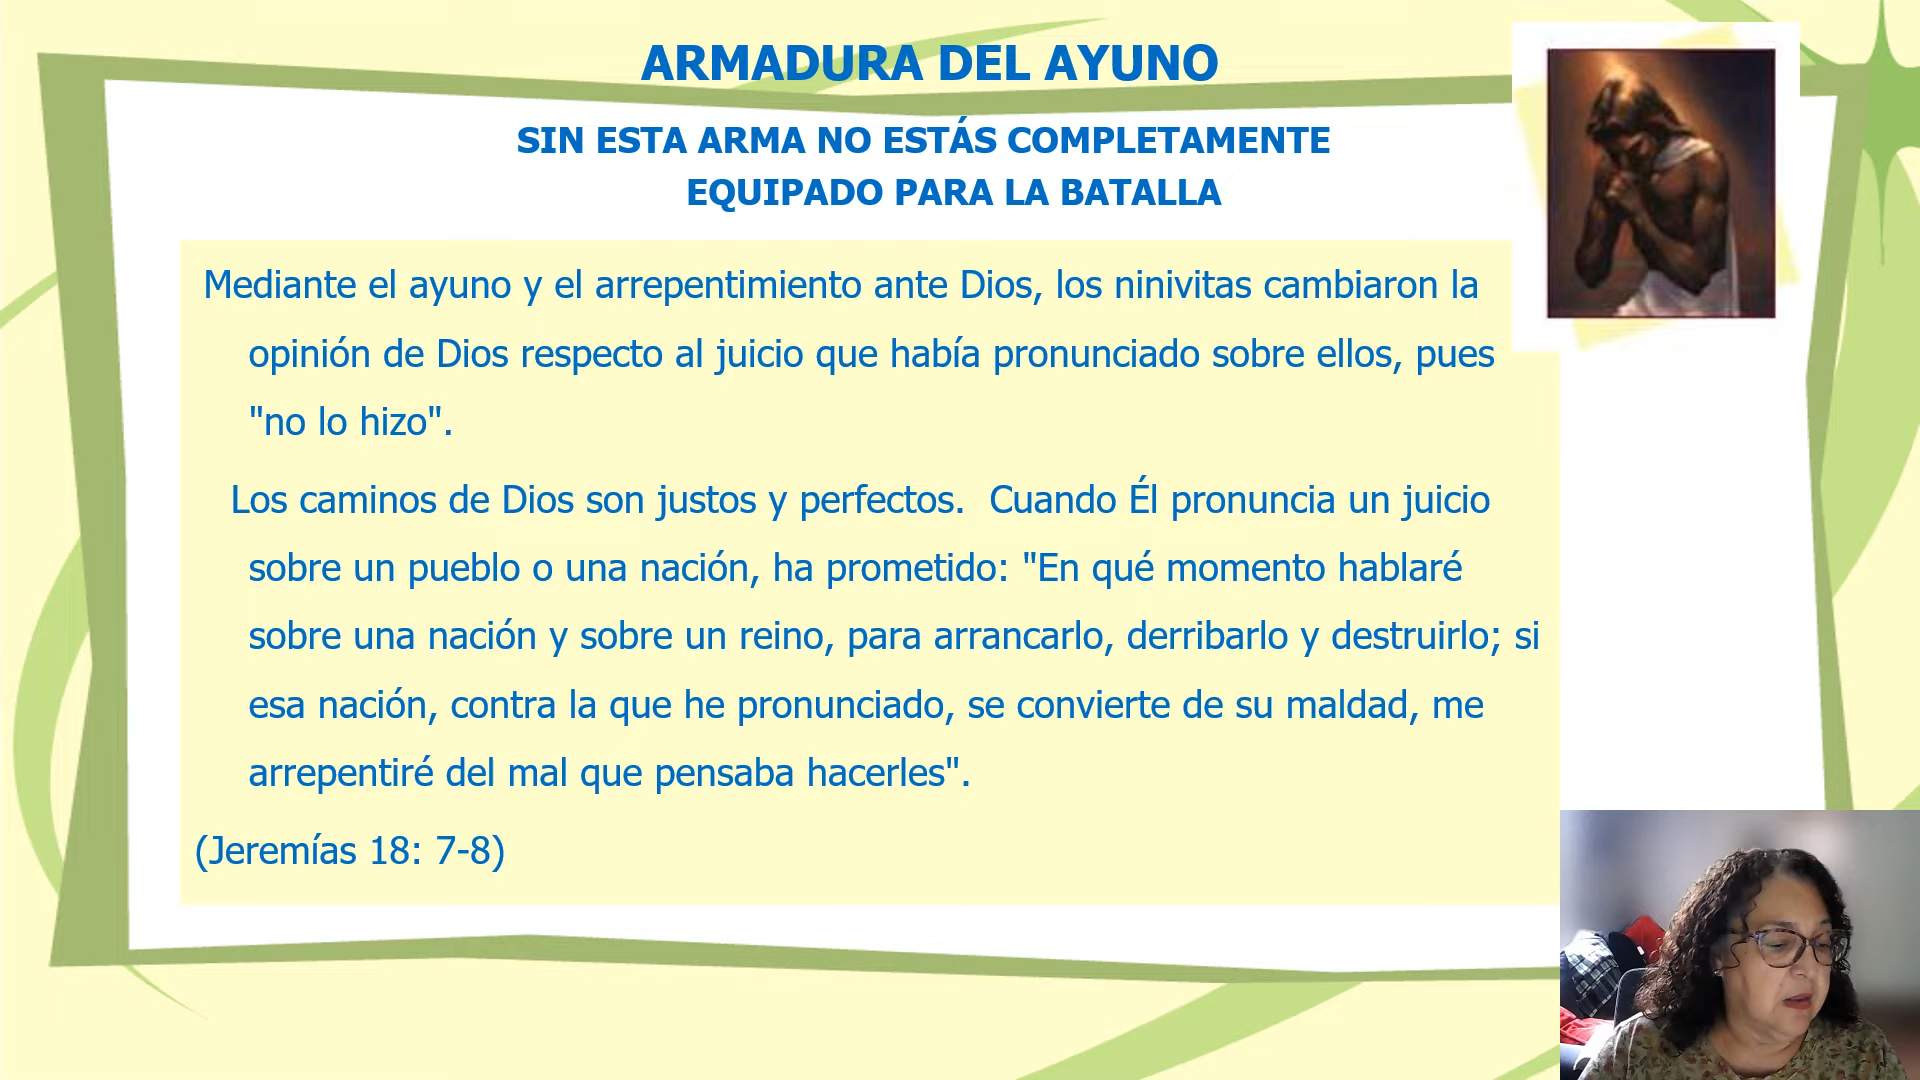 ARMADURA DEL AYUNO
SIN ESTA ARMA NO ESTÁS COMPLETAMENTE
EQUIPADO PARA LA BATALLA
Mediante el ayuno y el arrepentimiento ante Dios, los ninivitas cambiaron la
opinión de Dios respecto al juicio que había pronunciado sobre ellos, pues
"no lo hizo".
Los caminos de Dios son justos y perfectos.  Cuando Él pronuncia un juicio
sobre un pueblo o una nación, ha prometido: "En qué momento hablaré
sobre una nación y sobre un reino, para arrancarlo, derribarlo y destruirlo; si
esa nación, contra la que he pronunciado, se convierte de su maldad, me
arrepentiré del mal que pensaba hacerles".
(Jeremías 18: 7-8)